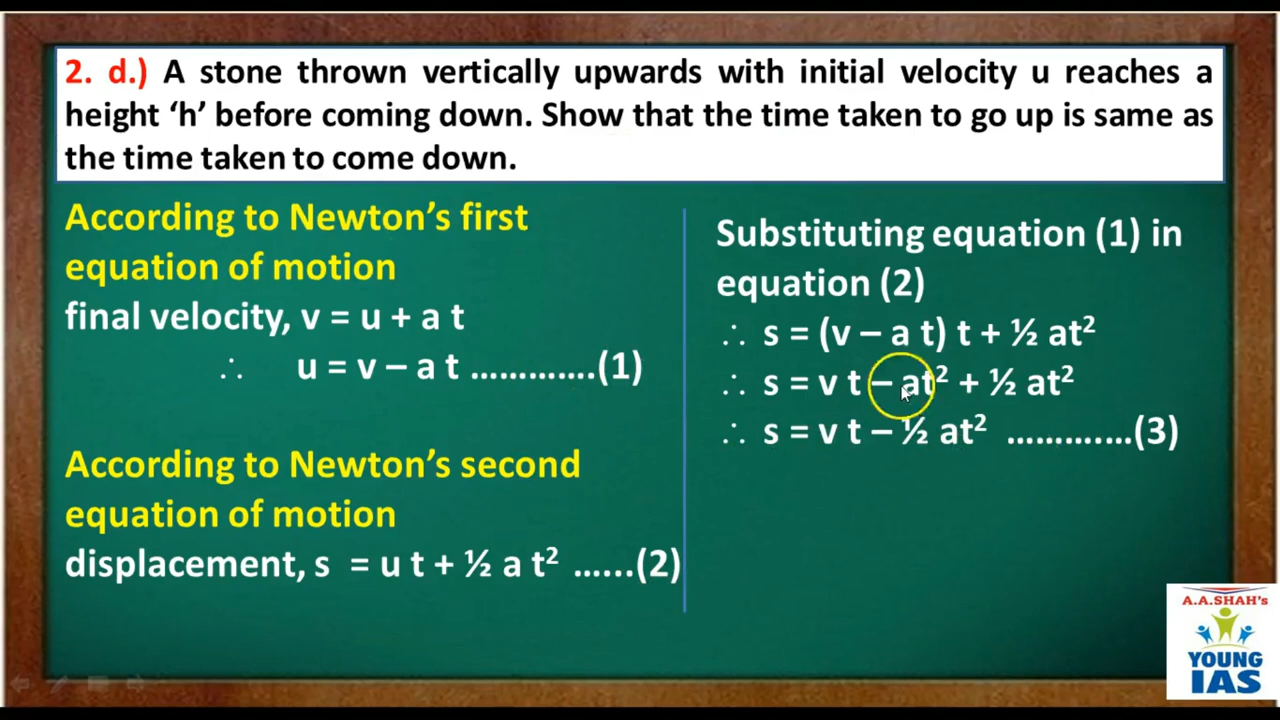 2. d.) A stone thrown vertically upwards with initial velocity u reaches a
height ‘h’ before coming down. Show that the time taken to go up is same as
the time taken to come down.
According to Newton’s first
equation of motion
final velocity, v = u + a t
∴ u = v – a t .............(1)
According to Newton’s second
equation of motion
displacement, s = u t + ½ a t² ......(2)
Substituting equation (1) in
equation (2)
∴ s = (v – a t) t + ½ at²
∴ s = v t – at² + ½ at²
∴ s = v t – ½ at² .............(3)
A.A.SHAH's
YOUNG
IAS